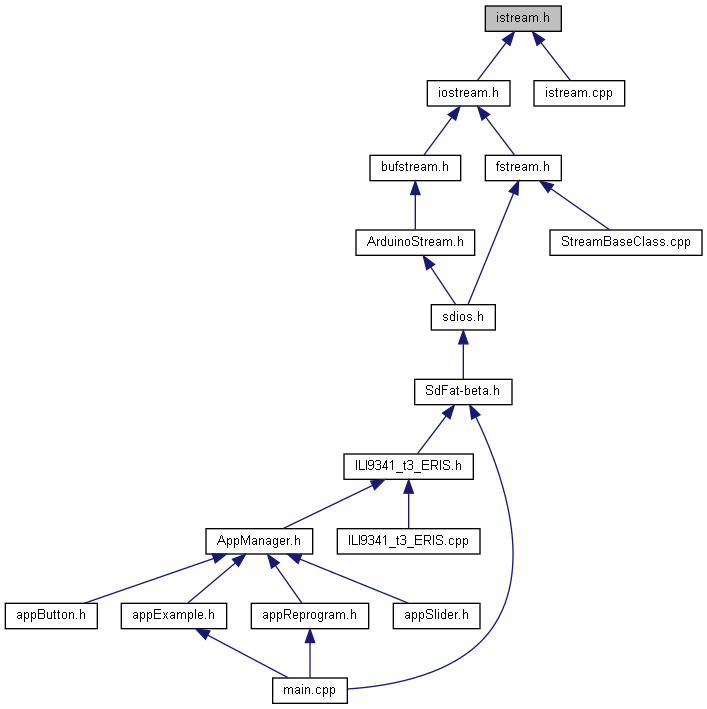 istream.h
iostream.h
istream.cpp
bufstream.h
fstream.h
ArduinoStream.h
StreamBaseClass.cpp
sdios.h
SdFat-beta.h
ILI9341_t3_ERIS.h
AppManager.h
ILI9341_t3_ERIS.cpp
appButton.h
appExample.h
appReprogram.h
appSlider.h
main.cpp